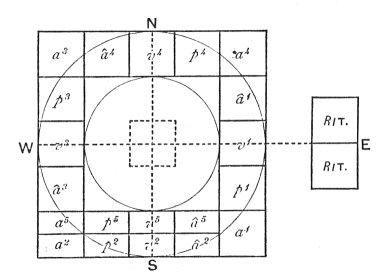 N
a³ â⁴ v⁴ p⁴ a⁴
p³ â¹
W v³ v¹ RIT. E
RIT.
â³ p¹
a⁵ p⁵ v⁵ â⁵
a² p² v² â² a¹
S